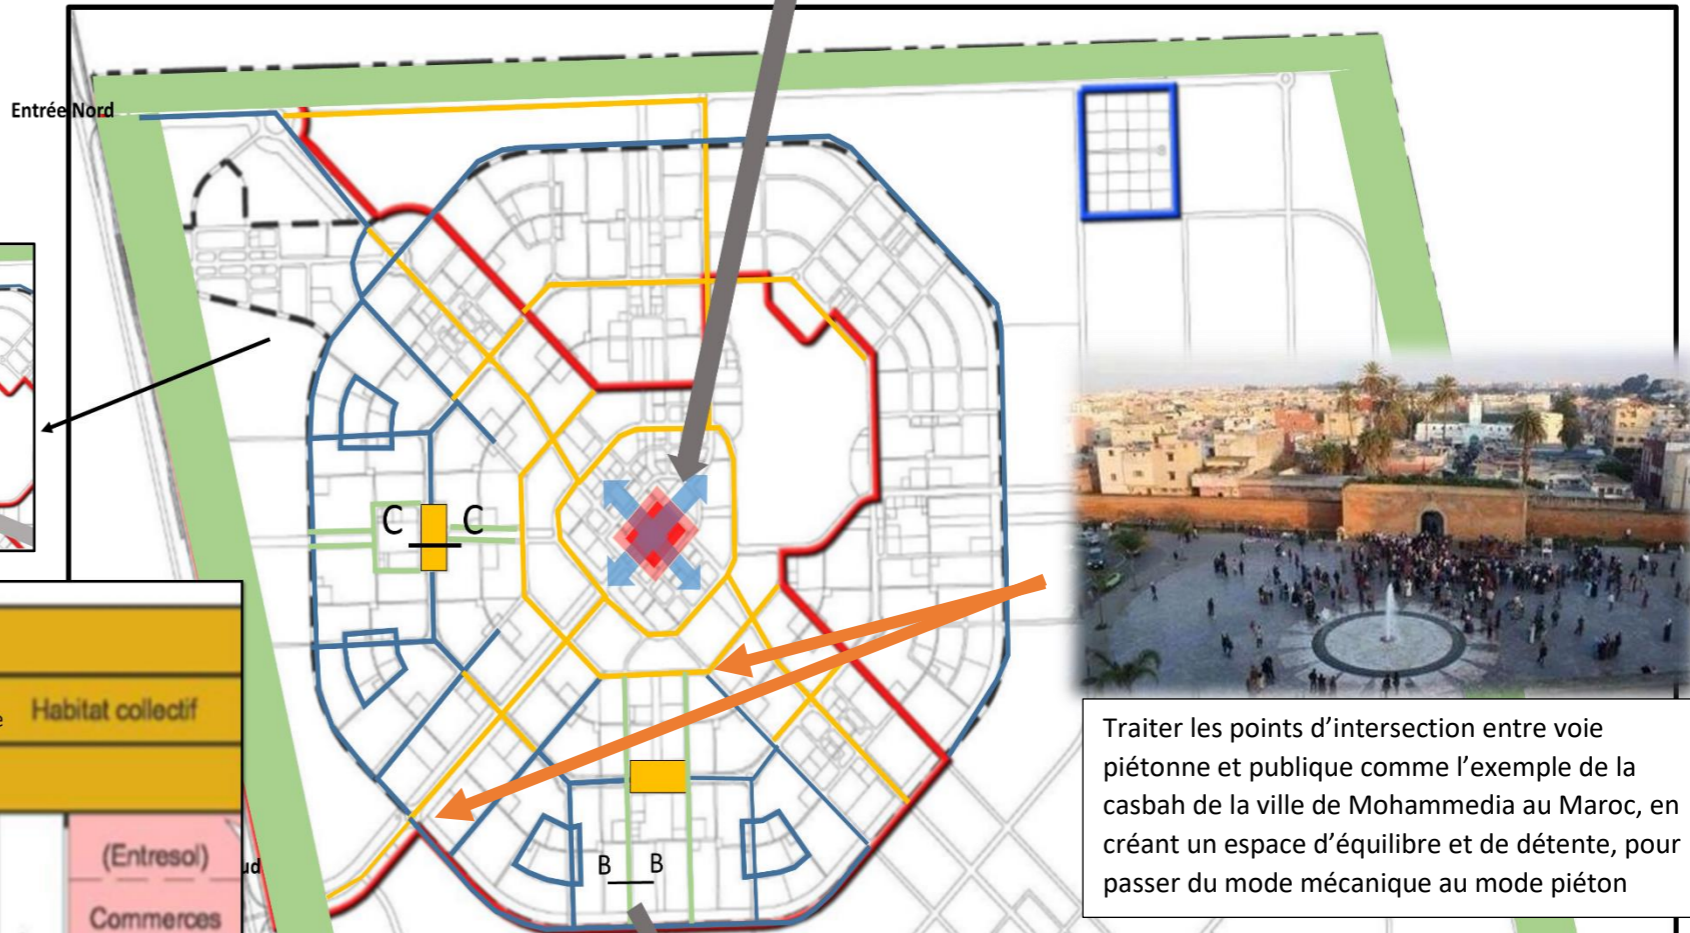 Entrée Nord
C C
Habitat collectif
(Entresol)
Commerces
ud
B B
Traiter les points d’intersection entre voie
piétonne et publique comme l’exemple de la
casbah de la ville de Mohammedia au Maroc, en
créant un espace d’équilibre et de détente, pour
passer du mode mécanique au mode piéton